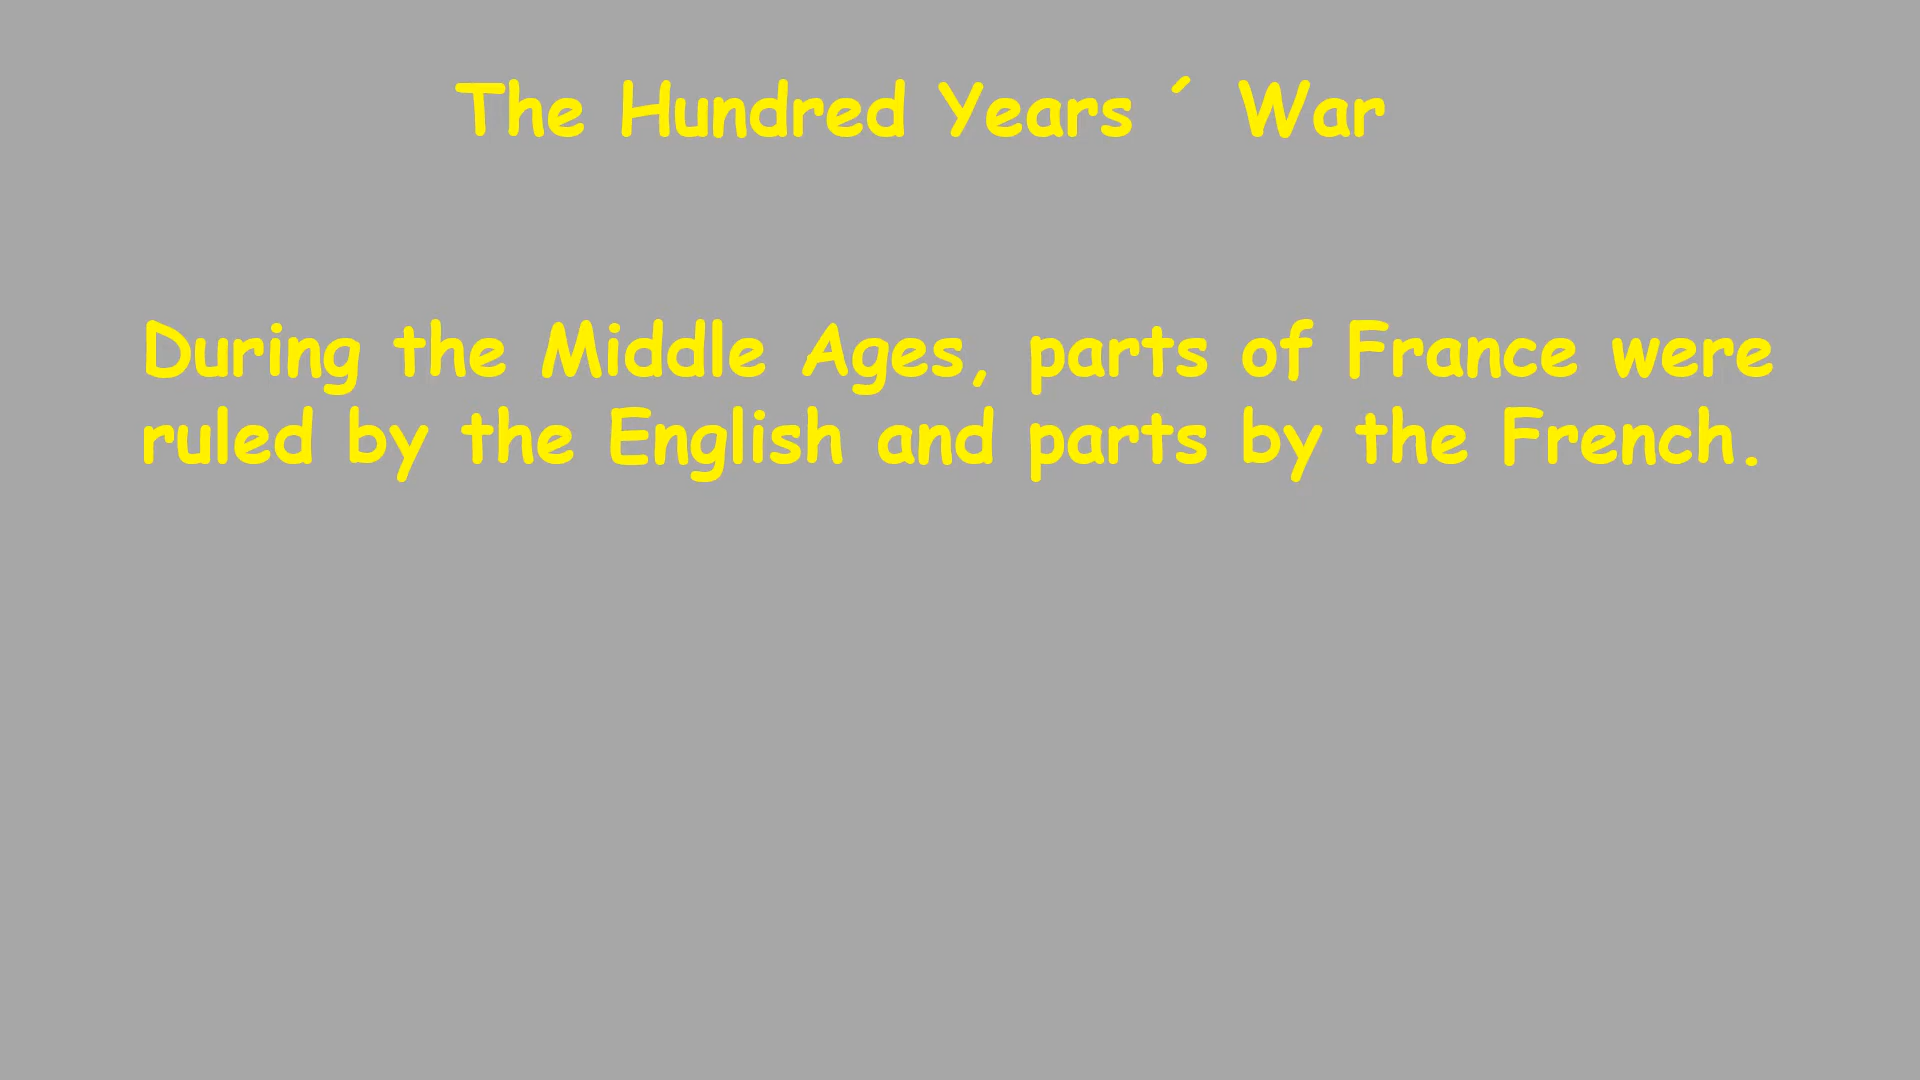 The Hundred Years ´ War
During the Middle Ages, parts of France were
ruled by the English and parts by the French.